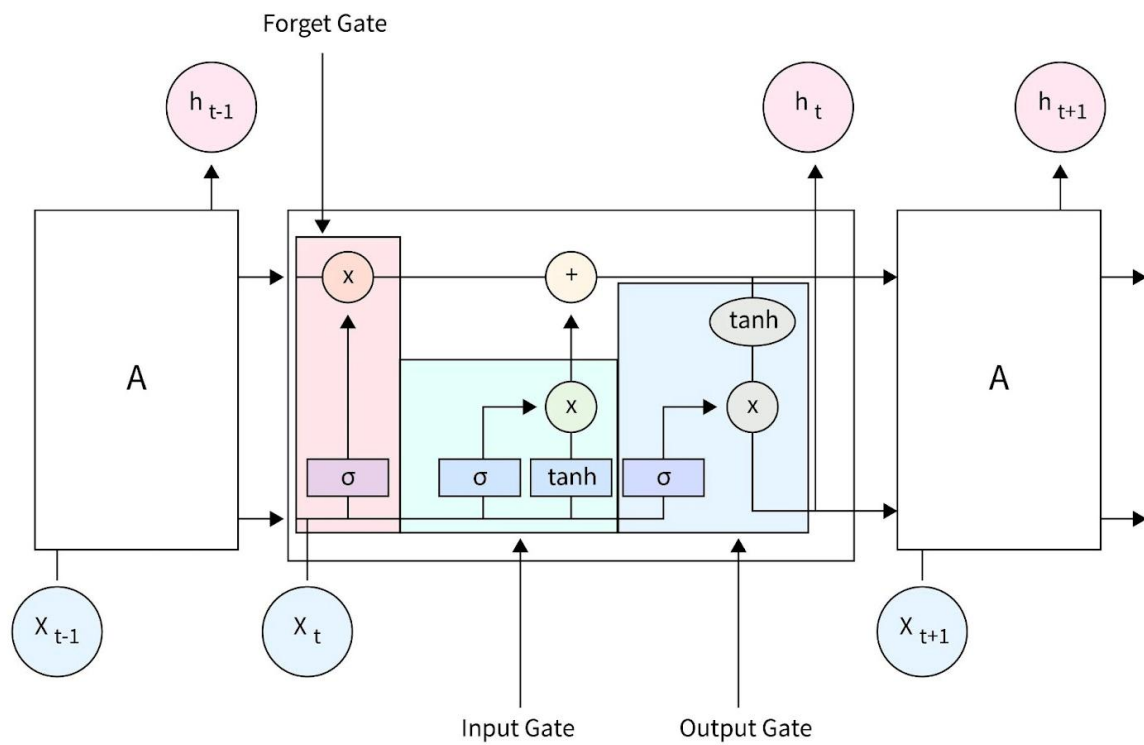 Forget Gate
h t-1
h t
h t+1
x
+
tanh
A
x
x
A
σ
σ
tanh
σ
X t-1
X t
X t+1
Input Gate
Output Gate